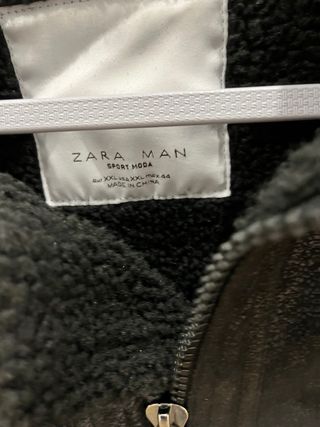 ZARA MAN
SPORT MODA
EUR XXL USA XXL MEX 44
MADE IN CHINA